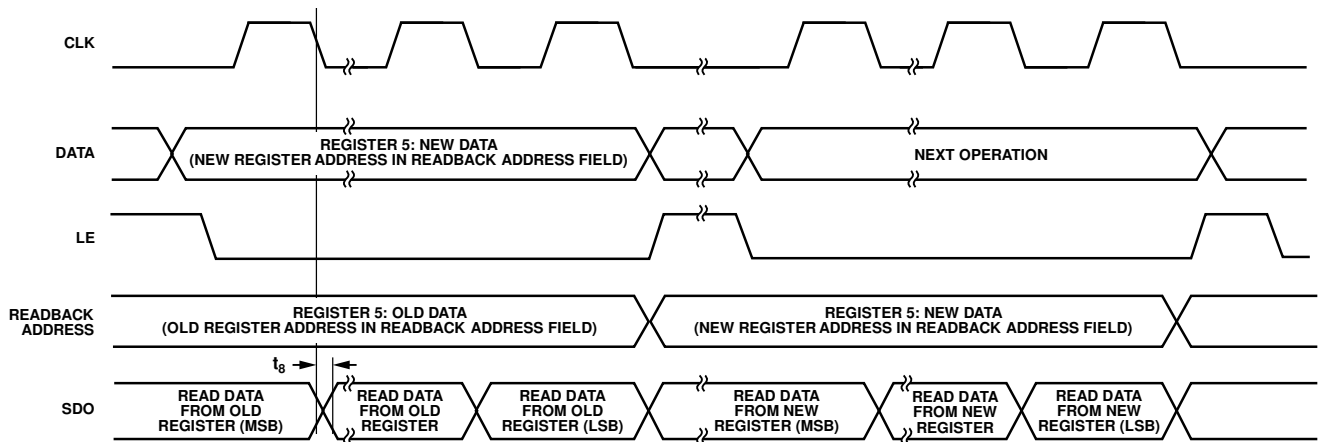 CLK
DATA
REGISTER 5: NEW DATA
(NEW REGISTER ADDRESS IN READBACK ADDRESS FIELD)
NEXT OPERATION
LE
READBACK
ADDRESS
REGISTER 5: OLD DATA
(OLD REGISTER ADDRESS IN READBACK ADDRESS FIELD)
REGISTER 5: NEW DATA
(NEW REGISTER ADDRESS IN READBACK ADDRESS FIELD)
t8
SDO
READ DATA
FROM OLD
REGISTER (MSB)
READ DATA
FROM OLD
REGISTER
READ DATA
FROM OLD
REGISTER (LSB)
READ DATA
FROM NEW
REGISTER (MSB)
READ DATA
FROM NEW
REGISTER
READ DATA
FROM NEW
REGISTER (LSB)